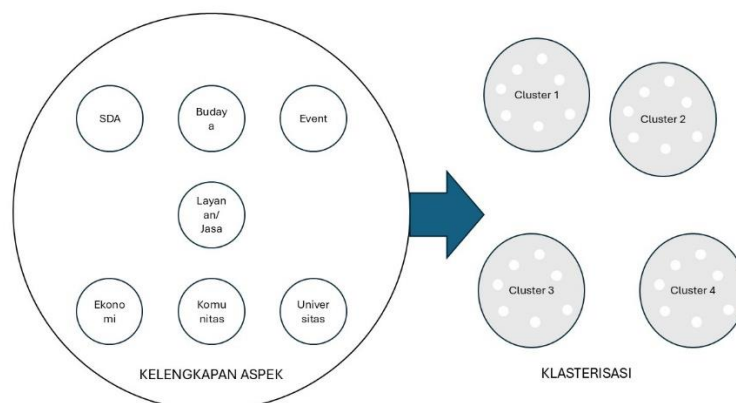 SDA
Buday
a
Event
Layan
an/
Jasa
Ekono
mi
Komu
nitas
Univer
sitas
KELENGKAPAN ASPEK
Cluster 1
Cluster 2
Cluster 3
Cluster 4
KLASTERISASI